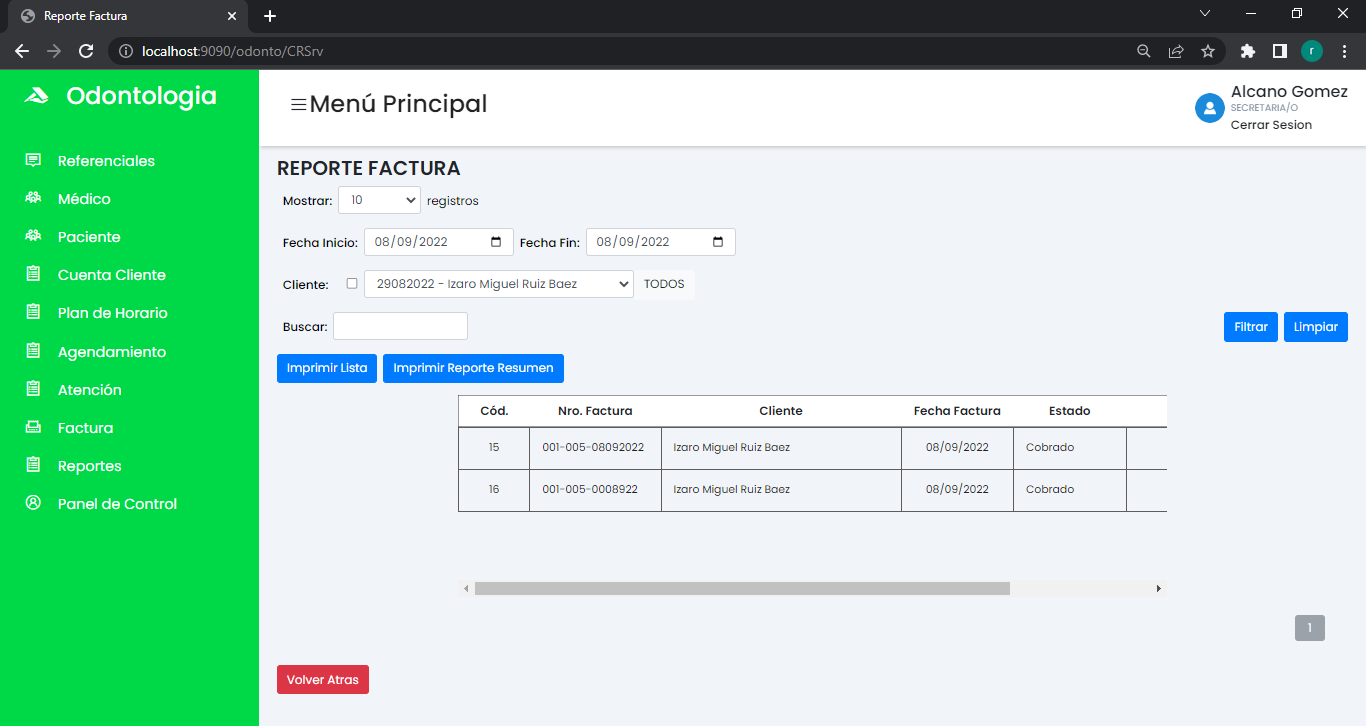 Reporte Factura
localhost:9090/odonto/CRSrv
r
Odontologia
Menú Principal
Alcano Gomez
SECRETARIA/O
Cerrar Sesion
Referenciales
Médico
Paciente
Cuenta Cliente
Plan de Horario
Agendamiento
Atención
Factura
Reportes
Panel de Control
REPORTE FACTURA
Mostrar: 10 registros
Fecha Inicio: 08/09/2022 Fecha Fin: 08/09/2022
Cliente: 29082022 - Izaro Miguel Ruiz Baez TODOS
Buscar: Filtrar Limpiar
Imprimir Lista Imprimir Reporte Resumen
Cód. Nro. Factura Cliente Fecha Factura Estado
15 001-005-08092022 Izaro Miguel Ruiz Baez 08/09/2022 Cobrado
16 001-005-0008922 Izaro Miguel Ruiz Baez 08/09/2022 Cobrado
1
Volver Atras